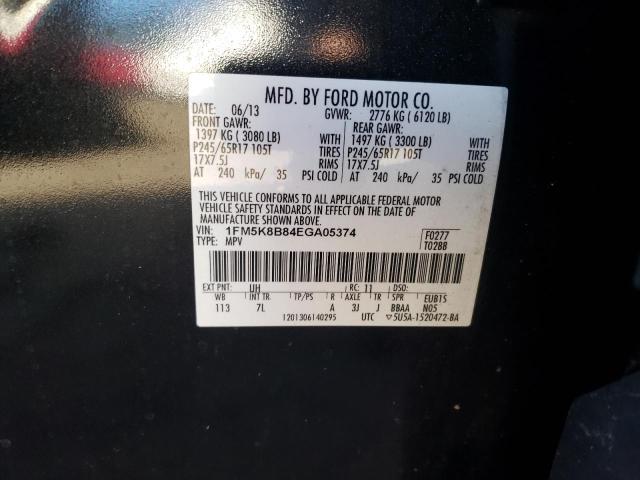 MFD. BY FORD MOTOR CO.
DATE: 06/13 GVWR: 2776 KG ( 6120 LB)
FRONT GAWR: REAR GAWR:
1397 KG ( 3080 LB) WITH 1497 KG ( 3300 LB) WITH
P245/65R17 105T TIRES P245/65R17 105T TIRES
17X7.5J RIMS 17X7.5J RIMS
AT 240 kPa/ 35 PSI COLD AT 240 kPa/ 35 PSI COLD
THIS VEHICLE CONFORMS TO ALL APPLICABLE FEDERAL MOTOR
VEHICLE SAFETY STANDARDS IN EFFECT ON THE DATE OF
MANUFACTURE SHOWN ABOVE.
VIN: 1FM5K8B84EGA05374 F0277
TYPE: MPV T0288
EXT PNT: UH RC: 11 DSO:
WB INT TR TP/PS R AXLE TR SPR EUB1S
113 7L A 3J J BBAA N05
1201306140295 UTC ▽5U5A-1520472-BA